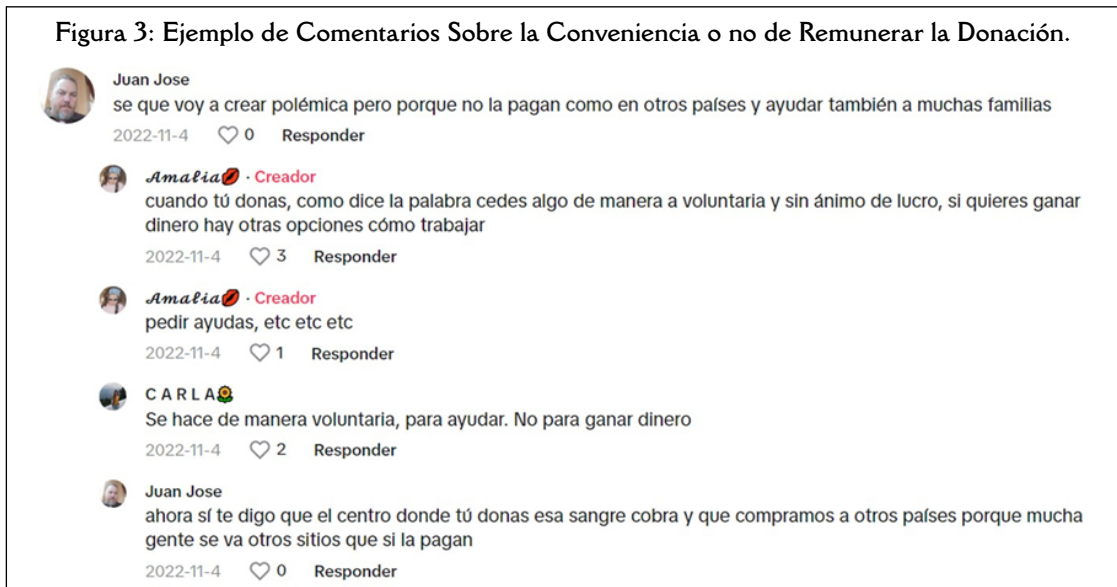 Figura 3: Ejemplo de Comentarios Sobre la Conveniencia o no de Remunerar la Donación.
Juan Jose
se que voy a crear polémica pero porque no la pagan como en otros países y ayudar también a muchas familias
2022-11-4 0 Responder
Amalia💋 · Creador
cuando tú donas, como dice la palabra cedes algo de manera a voluntaria y sin ánimo de lucro, si quieres ganar
dinero hay otras opciones cómo trabajar
2022-11-4 3 Responder
Amalia💋 · Creador
pedir ayudas, etc etc etc
2022-11-4 1 Responder
C A R L A🌻
Se hace de manera voluntaria, para ayudar. No para ganar dinero
2022-11-4 2 Responder
Juan Jose
ahora sí te digo que el centro donde tú donas esa sangre cobra y que compramos a otros países porque mucha
gente se va otros sitios que si la pagan
2022-11-4 0 Responder